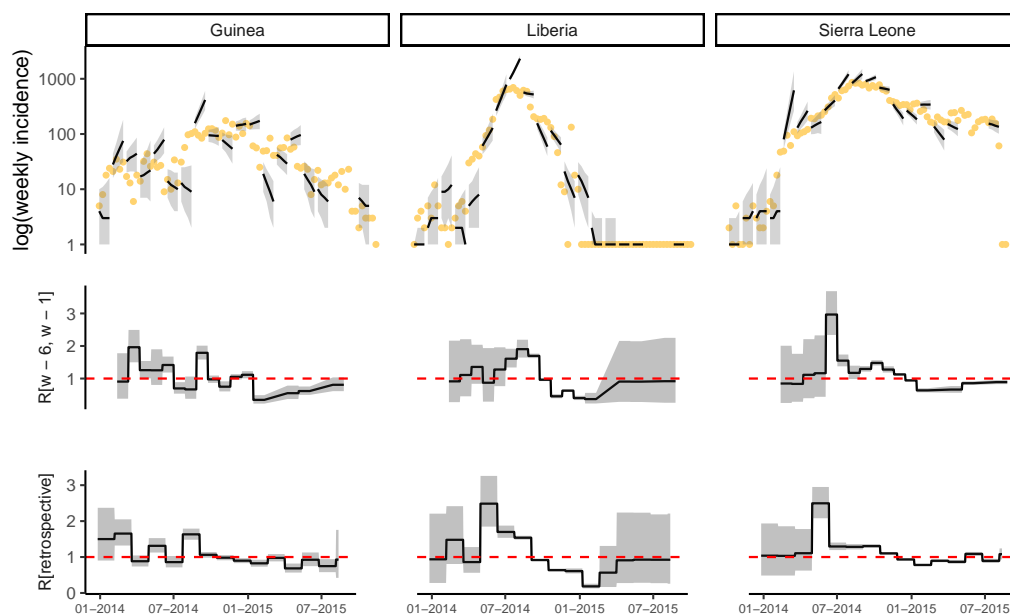 Guinea Liberia Sierra Leone
log(weekly incidence)
1000
100
10
1
R[w − 6, w − 1]
3
2
1
R[retrospective]
3
2
1
0
01−2014 07−2014 01−2015 07−2015 01−2014 07−2014 01−2015 07−2015 01−2014 07−2014 01−2015 07−2015